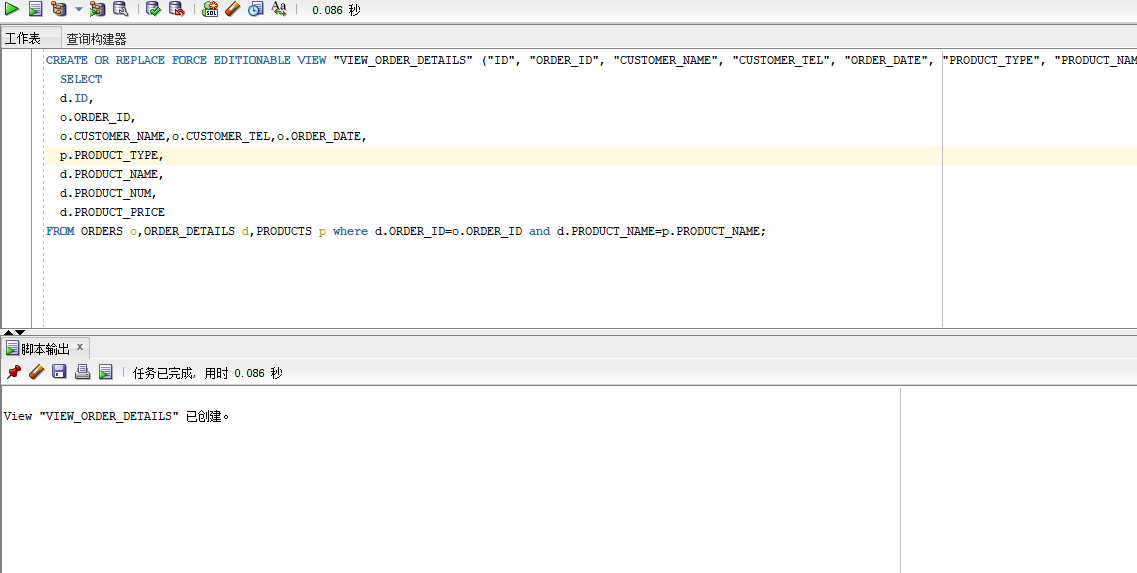 0.086 秒
工作表 查询构建器
CREATE OR REPLACE FORCE EDITIONABLE VIEW "VIEW_ORDER_DETAILS" ("ID", "ORDER_ID", "CUSTOMER_NAME", "CUSTOMER_TEL", "ORDER_DATE", "PRODUCT_TYPE", "PRODUCT_NAM
SELECT
d.ID,
o.ORDER_ID,
o.CUSTOMER_NAME,o.CUSTOMER_TEL,o.ORDER_DATE,
p.PRODUCT_TYPE,
d.PRODUCT_NAME,
d.PRODUCT_NUM,
d.PRODUCT_PRICE
FROM ORDERS o,ORDER_DETAILS d,PRODUCTS p where d.ORDER_ID=o.ORDER_ID and d.PRODUCT_NAME=p.PRODUCT_NAME;
脚本输出 x
任务已完成, 用时 0.086 秒
View "VIEW_ORDER_DETAILS" 已创建。